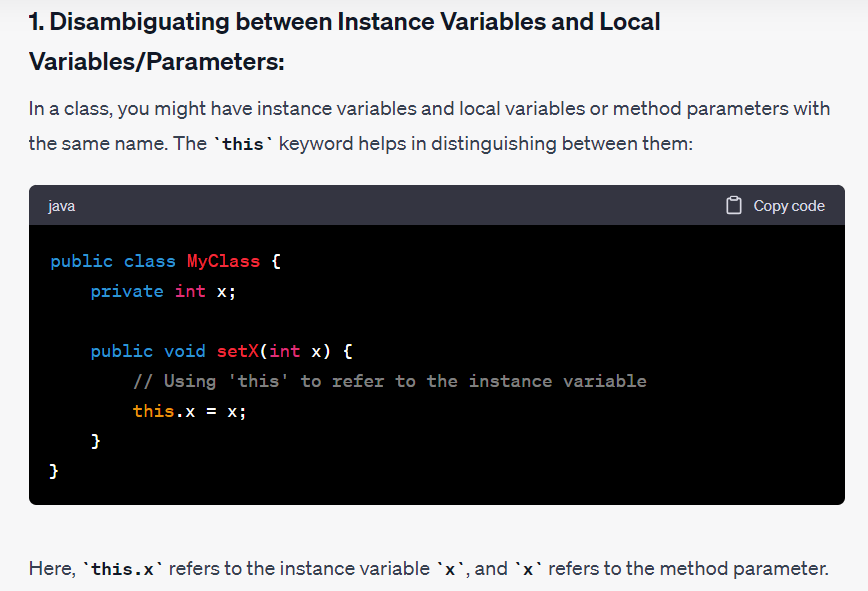 1. Disambiguating between Instance Variables and Local
Variables/Parameters:
In a class, you might have instance variables and local variables or method parameters with
the same name. The `this` keyword helps in distinguishing between them:
java
Copy code
public class MyClass {
    private int x;
    public void setX(int x) {
        // Using 'this' to refer to the instance variable
        this.x = x;
    }
}
Here, `this.x` refers to the instance variable `x`, and `x` refers to the method parameter.